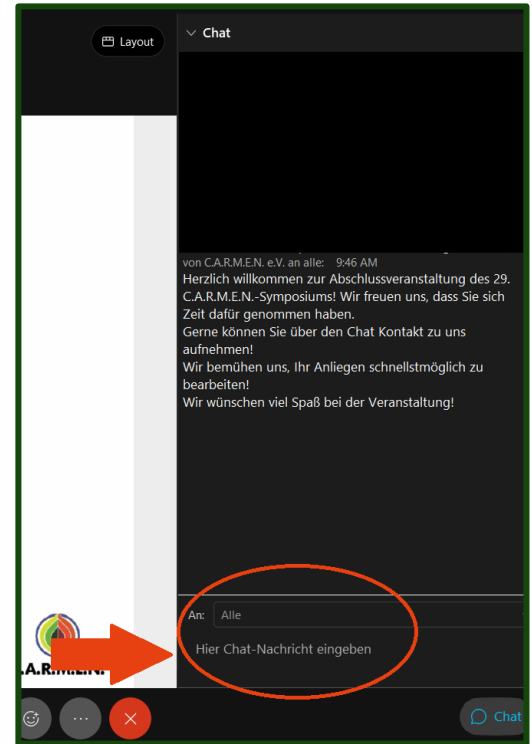 Layout
Chat
von C.A.R.M.E.N. e.V. an alle: 9:46 AM
Herzlich willkommen zur Abschlussveranstaltung des 29.
C.A.R.M.E.N.-Symposiums! Wir freuen uns, dass Sie sich
Zeit dafür genommen haben.
Gerne können Sie über den Chat Kontakt zu uns
aufnehmen!
Wir bemühen uns, Ihr Anliegen schnellstmöglich zu
bearbeiten!
Wir wünschen viel Spaß bei der Veranstaltung!
An: Alle
Hier Chat-Nachricht eingeben
Chat